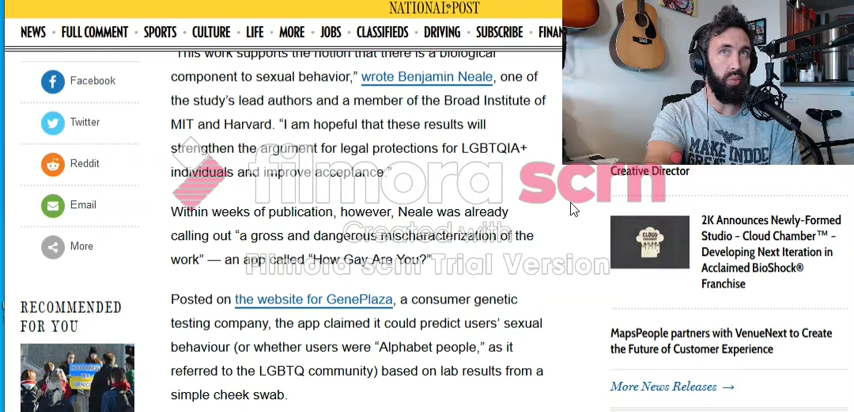 NATIONAL POST
NEWS • FULL COMMENT • SPORTS • CULTURE • LIFE • MORE • JOBS • CLASSIFIEDS • DRIVING • SUBSCRIBE • FINAN
Facebook
Twitter
Reddit
Email
More
RECOMMENDED
FOR YOU
"This work supports the notion that there is a biological
component to sexual behavior," wrote Benjamin Neale, one of
the study's lead authors and a member of the Broad Institute of
MIT and Harvard. "I am hopeful that these results will
strengthen the argument for legal protections for LGBTQIA+
individuals and improve acceptance."
Within weeks of publication, however, Neale was already
calling out "a gross and dangerous mischaracterization of the
work" — an app called "How Gay Are You?"
Posted on the website for GenePlaza, a consumer genetic
testing company, the app claimed it could predict users' sexual
behaviour (or whether users were "Alphabet people," as it
referred to the LGBTQ community) based on lab results from a
simple cheek swab.
filmora scrn
Created with
Filmora scrn Trial Version
MAKE INDOC
Creative Director
CLOUD
CHAMBER
2K Announces Newly-Formed
Studio - Cloud Chamber™ -
Developing Next Iteration in
Acclaimed BioShock®
Franchise
MapsPeople partners with VenueNext to Create
the Future of Customer Experience
More News Releases →